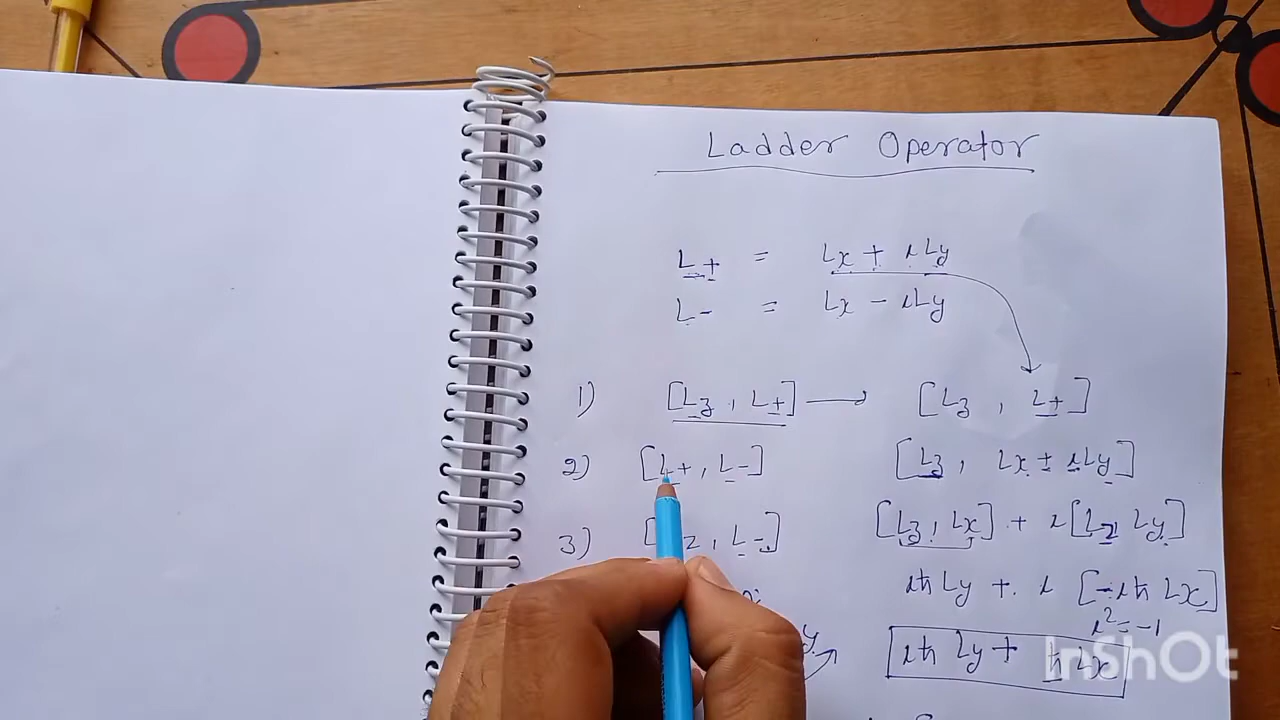 Ladder Operator
L+ = Lx + iLy
L- = Lx - iLy
1) [Lz , L+] → [Lz , L+]
2) [L+ , L-]
[Lz , Lx + iLy]
3) [Lz , L-]
[Lz , Lx] + i[Lz Ly]
iħ Ly + i [-iħ Lx]
i² = -1
iħ Ly + ħ Lx
InShOt